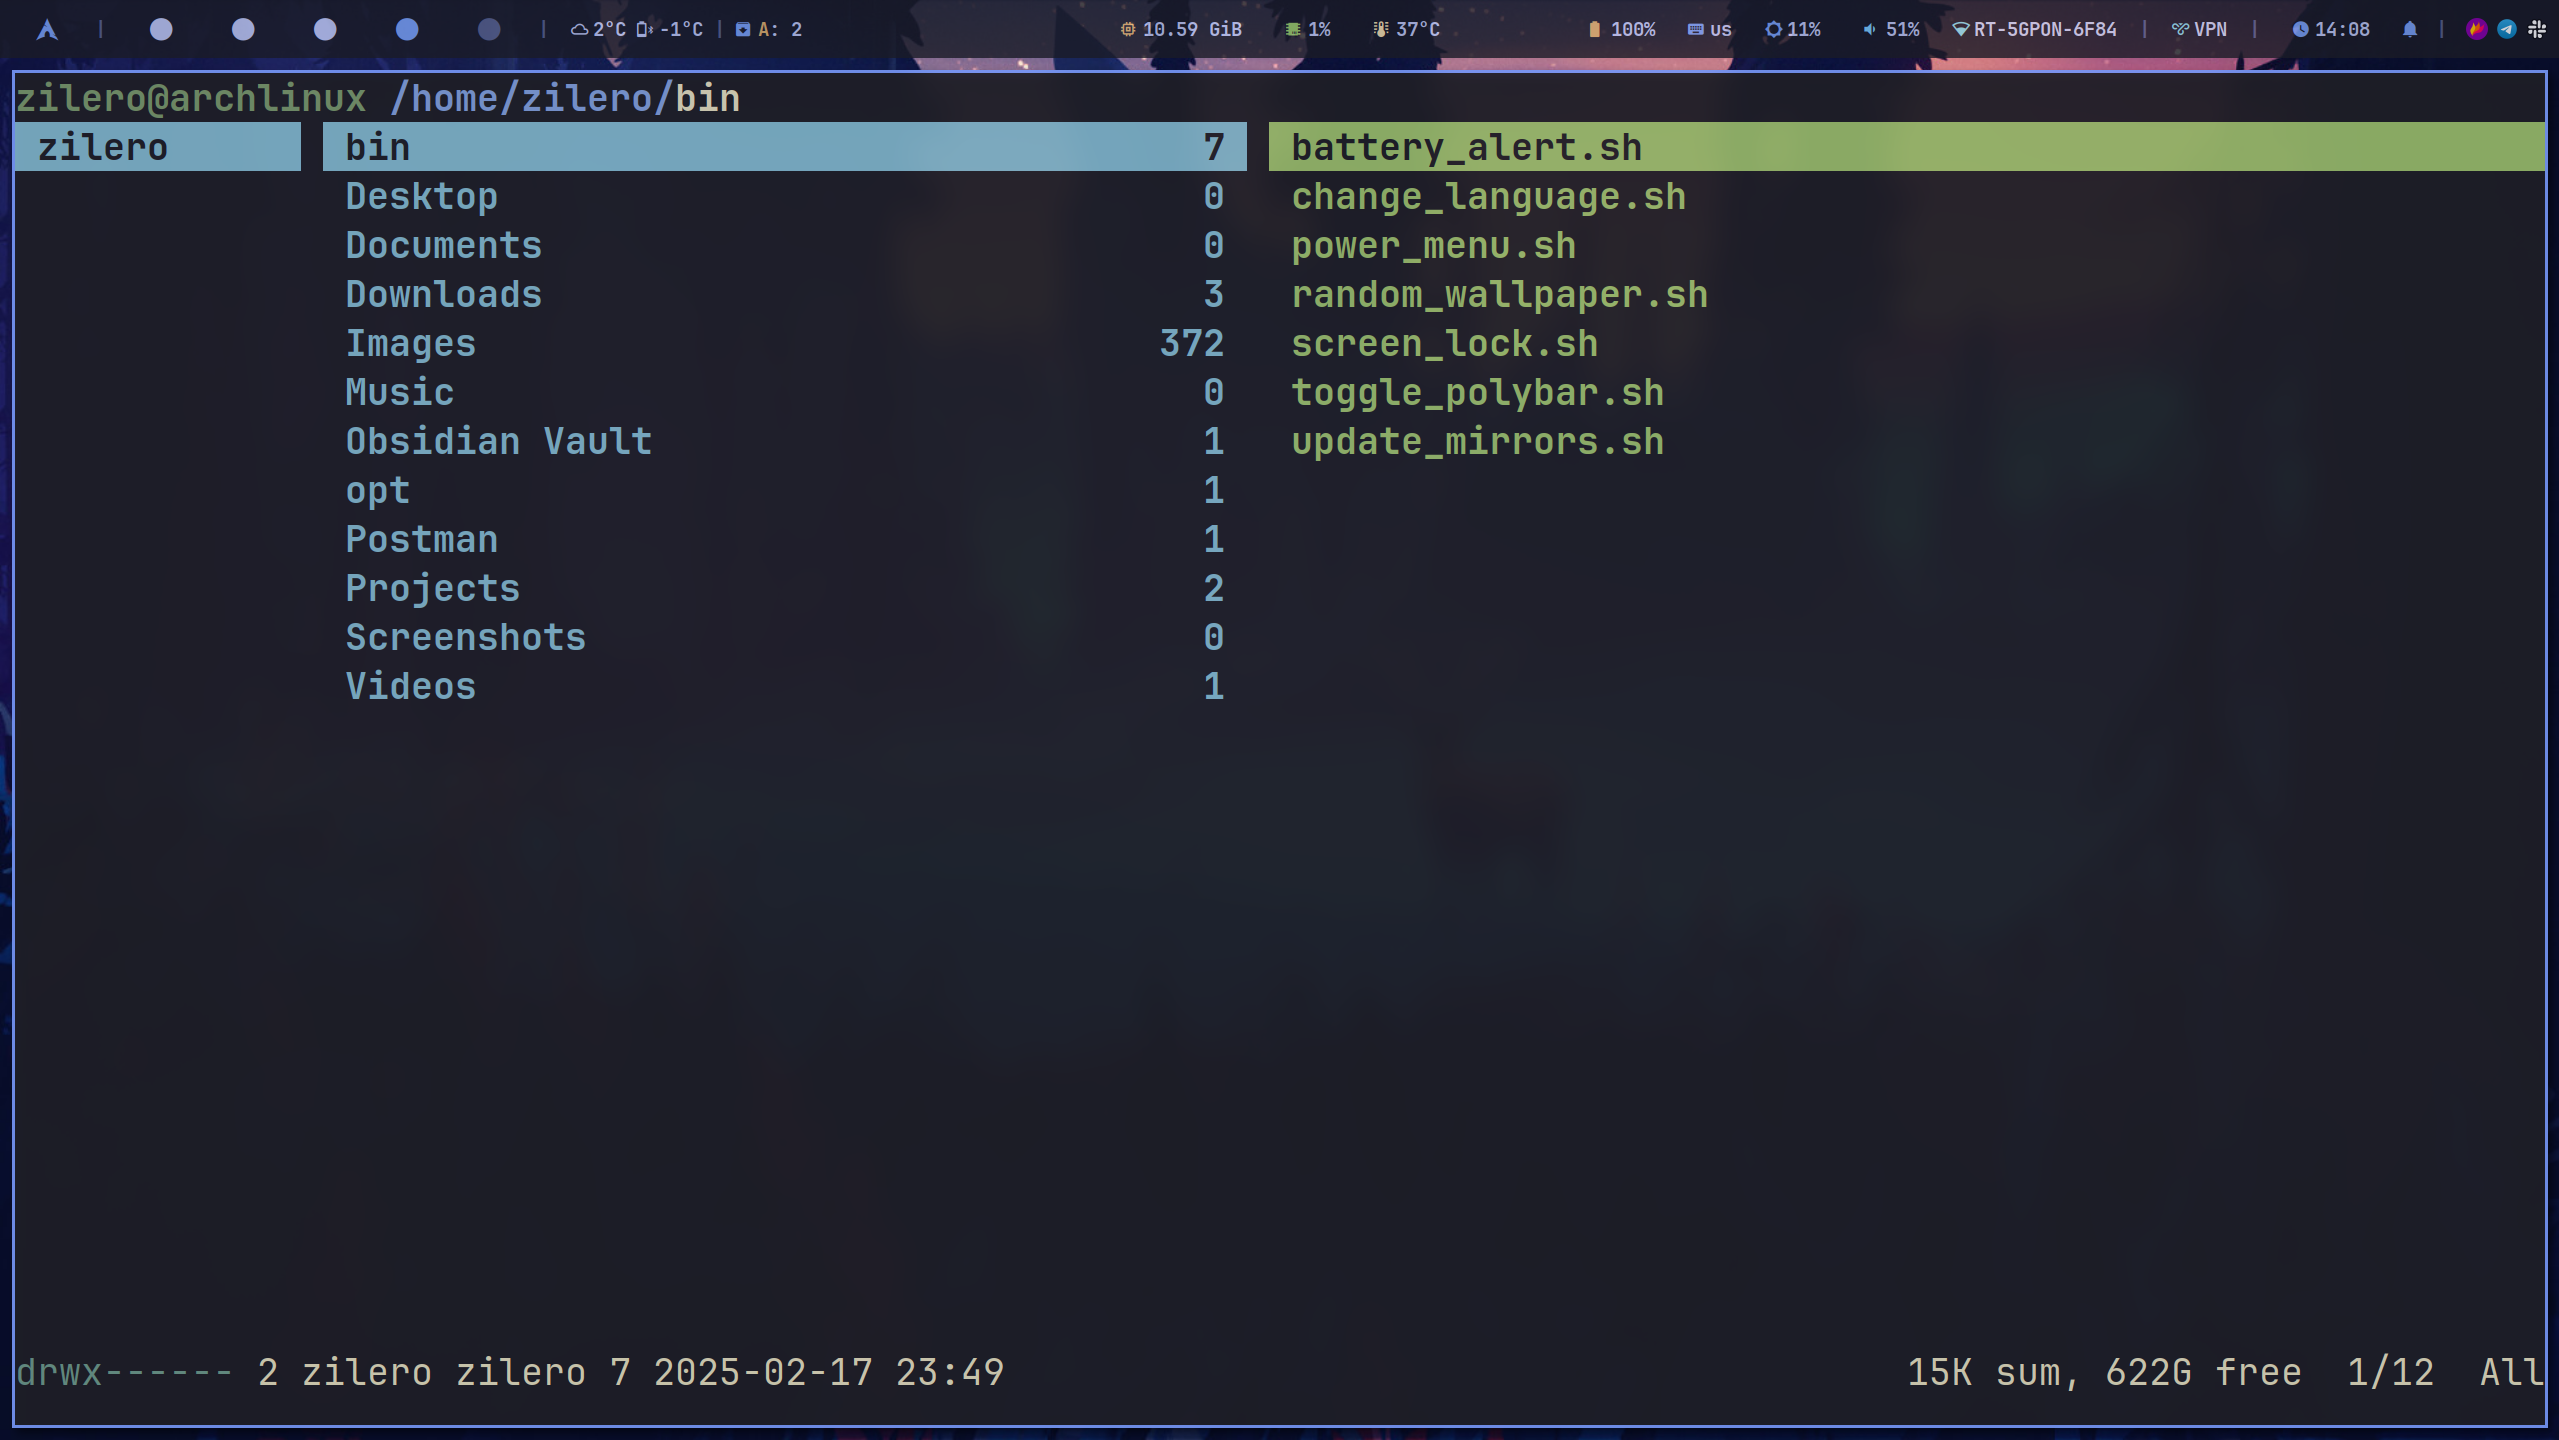 | | 2°C -1°C | A: 2 10.59 GiB 1% 37°C 100% us 11% 51% RT-5GPON-6F84 | VPN | 14:08 |
zilero@archlinux /home/zilero/bin
zilero bin 7 battery_alert.sh
Desktop 0 change_language.sh
Documents 0 power_menu.sh
Downloads 3 random_wallpaper.sh
Images 372 screen_lock.sh
Music 0 toggle_polybar.sh
Obsidian Vault 1 update_mirrors.sh
opt 1
Postman 1
Projects 2
Screenshots 0
Videos 1
drwx------ 2 zilero zilero 7 2025-02-17 23:49 15K sum, 622G free 1/12 All